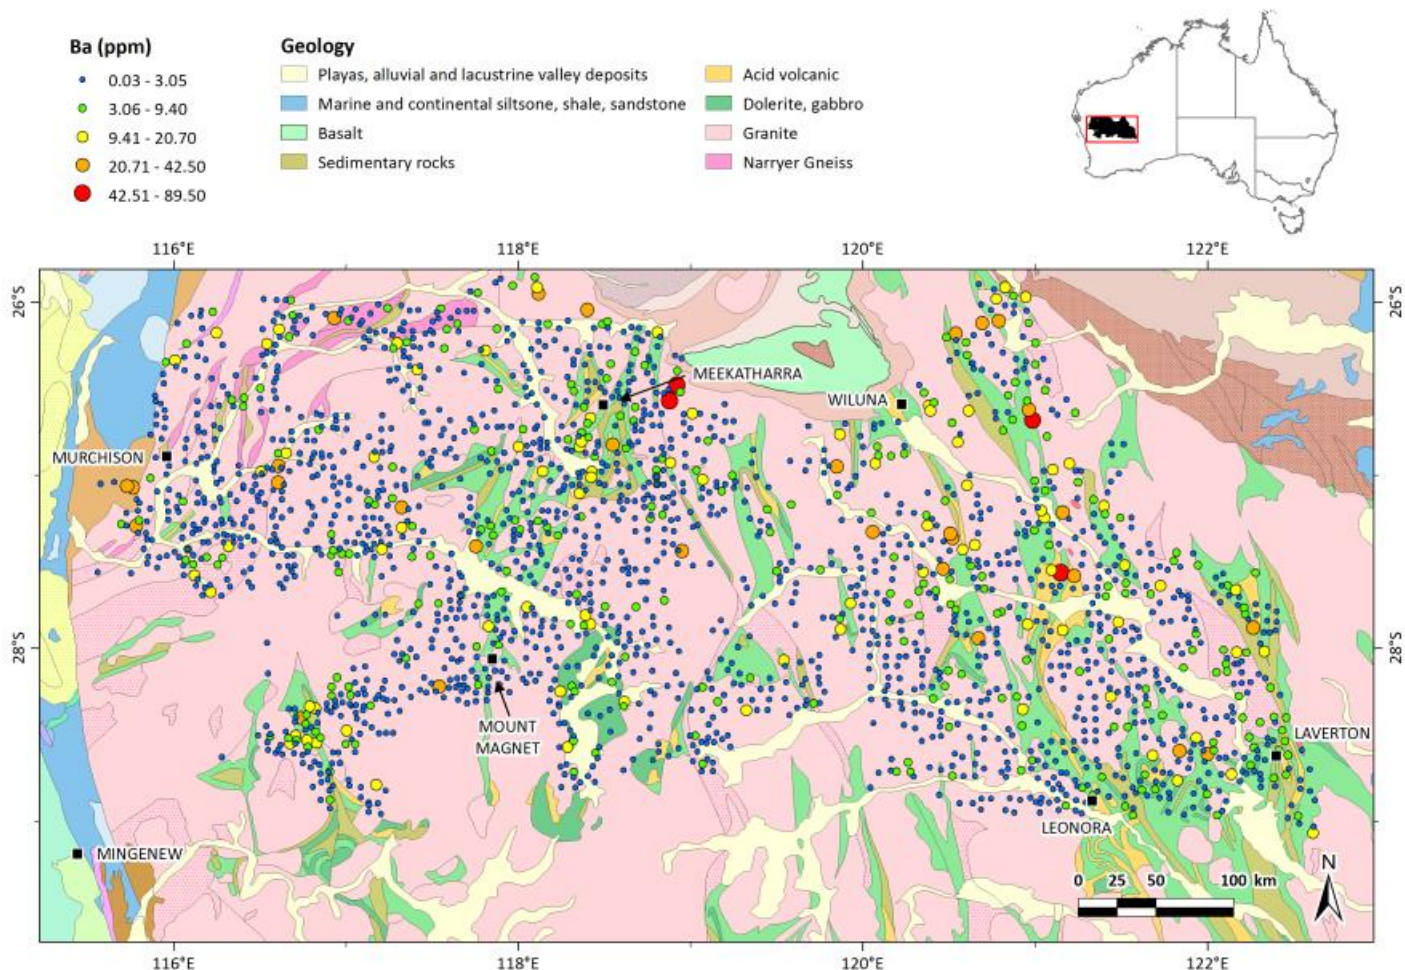 Ba (ppm)
0.03 - 3.05
3.06 - 9.40
9.41 - 20.70
20.71 - 42.50
42.51 - 89.50
Geology
Playas, alluvial and lacustrine valley deposits
Marine and continental siltsone, shale, sandstone
Basalt
Sedimentary rocks
Acid volcanic
Dolerite, gabbro
Granite
Narryer Gneiss
116°E 118°E 120°E 122°E
26°S 26°S
MEEKATHARRA
WILUNA
MURCHISON
28°S 28°S
MOUNT
MAGNET
LAVERTON
LEONORA
MINGENEW
N
0 25 50 100 km
116°E 118°E 120°E 122°E